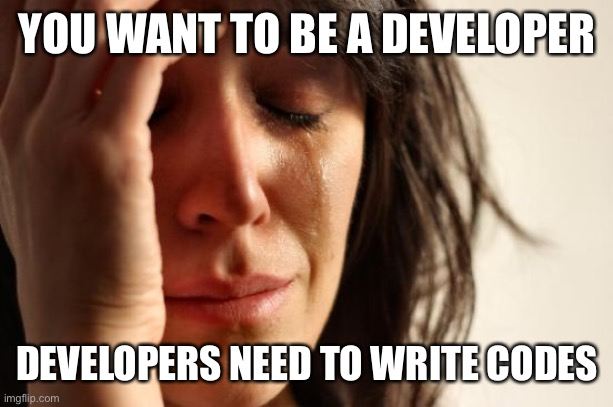 YOU WANT TO BE A DEVELOPER
DEVELOPERS NEED TO WRITE CODES
imgflip.com